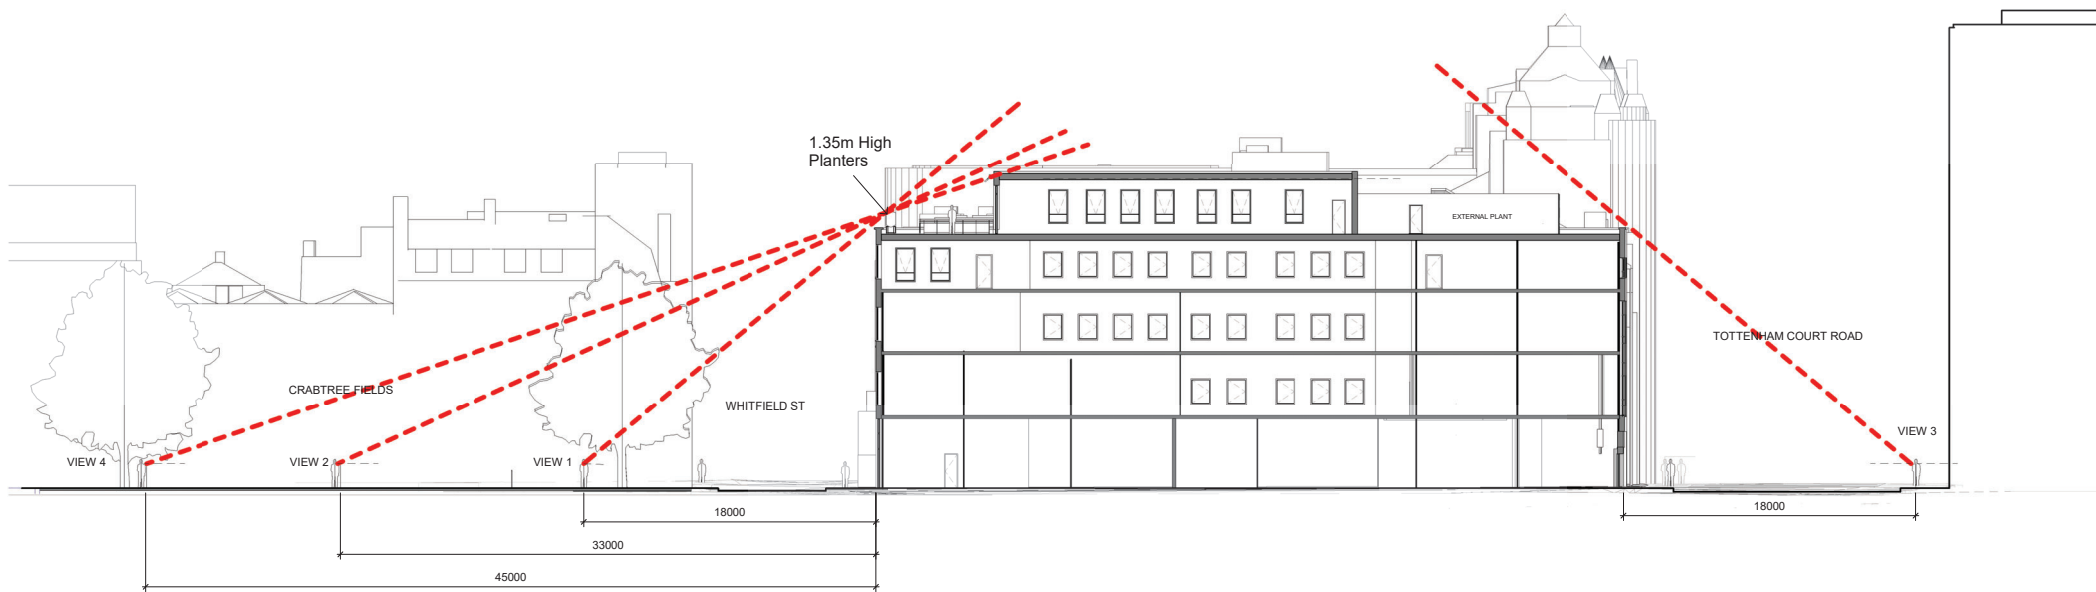 1.35m High
Planters
EXTERNAL PLANT
TOTTENHAM COURT ROAD
CRABTREE FIELDS
WHITFIELD ST
VIEW 3
VIEW 4
VIEW 2
VIEW 1
18000
18000
33000
45000